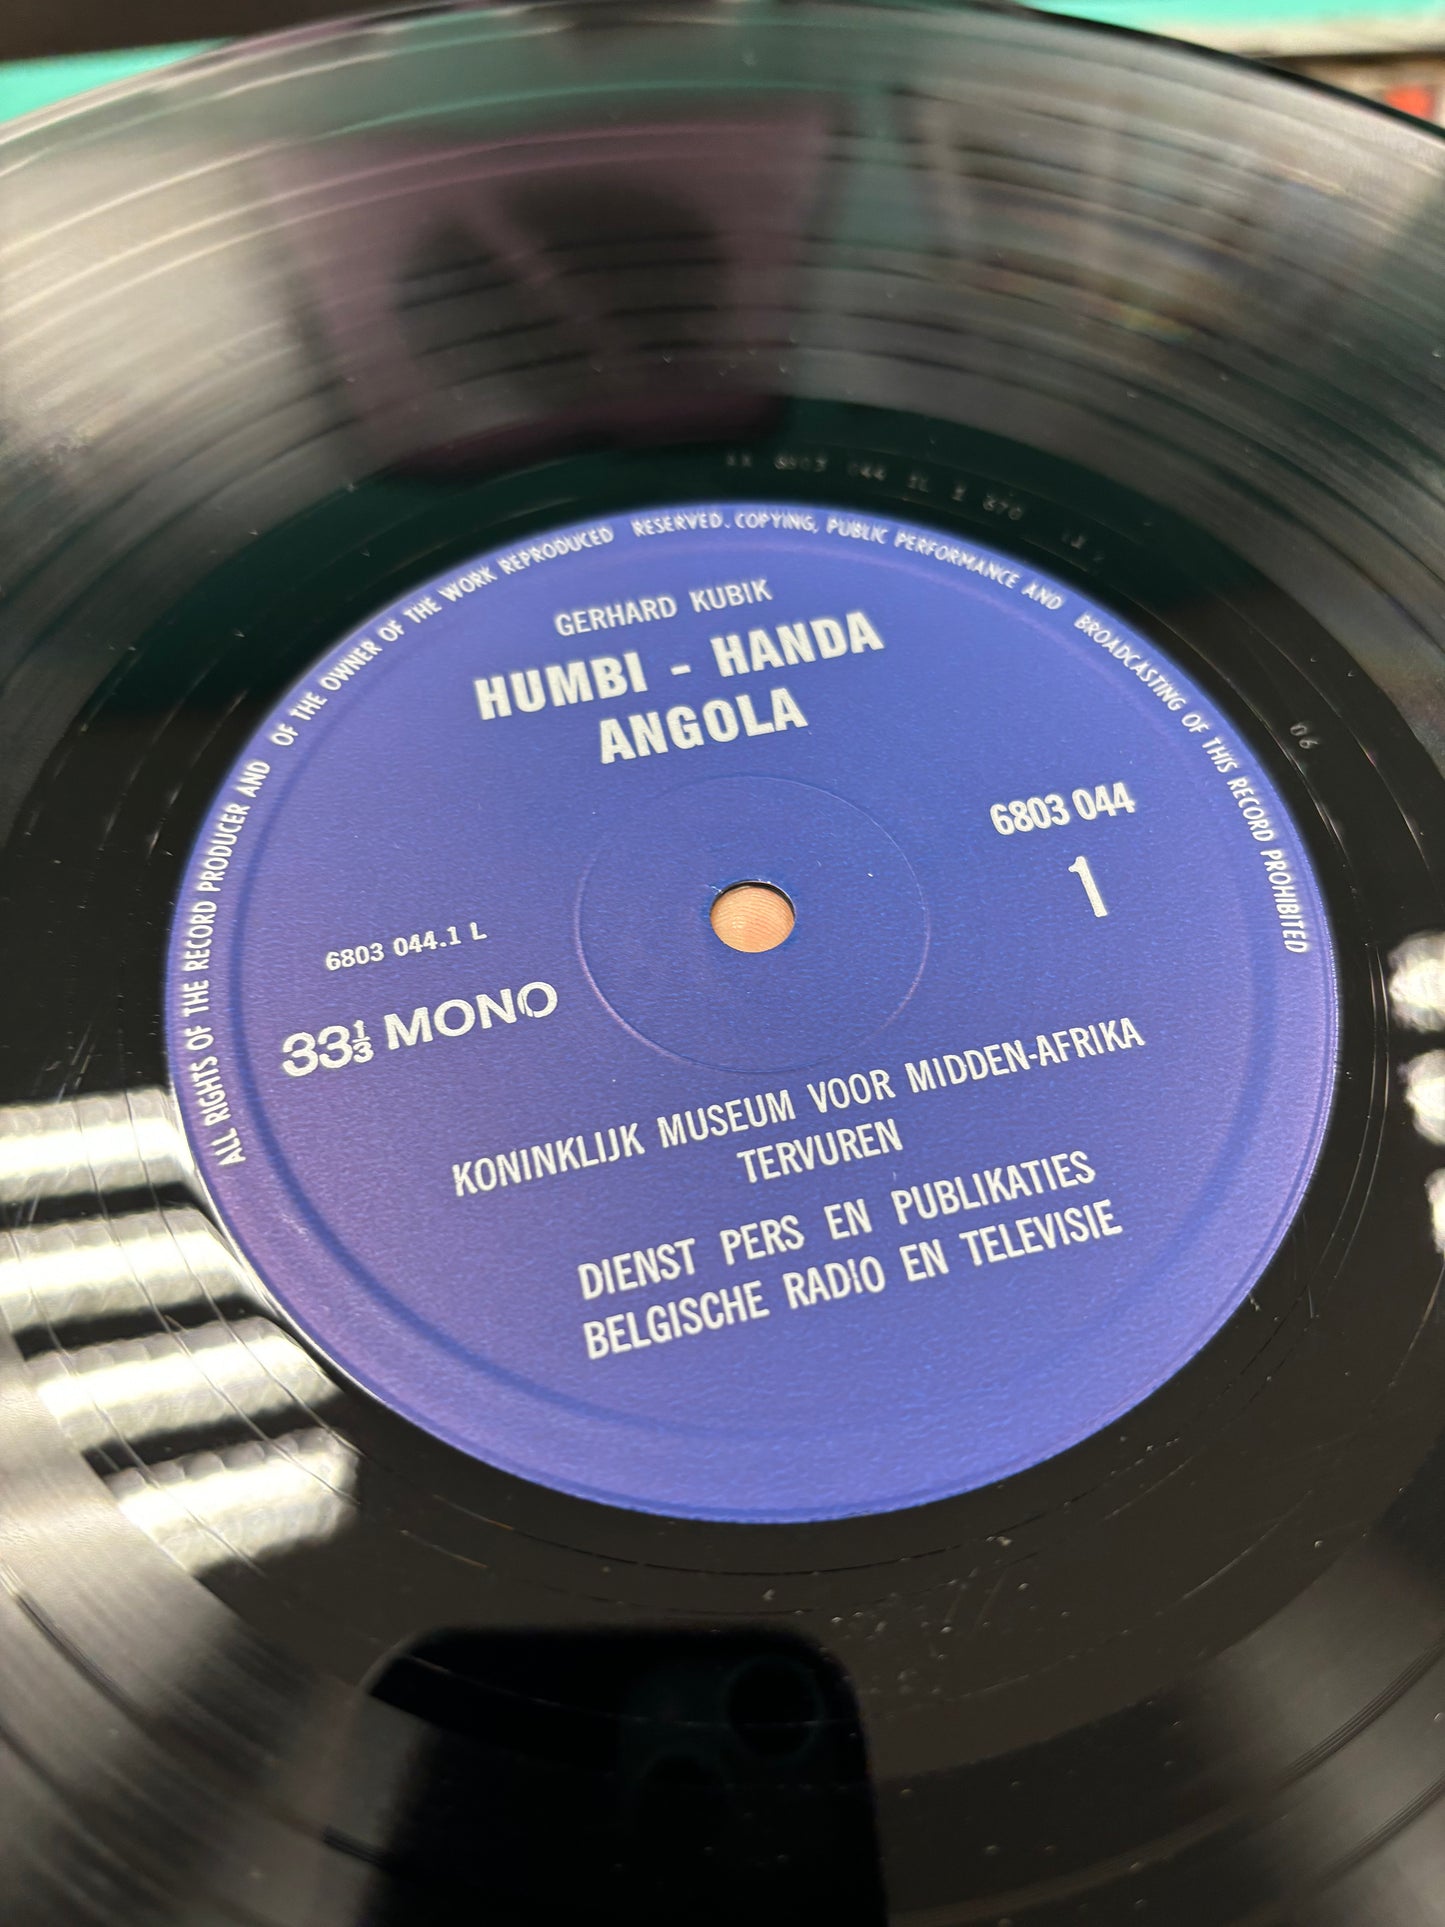 ALL RIGHTS OF THE RECORD PRODUCER AND OF THE OWNER OF THE WORK REPRODUCED RESERVED. COPYING, PUBLIC PERFORMANCE AND BROADCASTING OF THIS RECORD PROHIBITED
GERHARD KUBIK
HUMBI - HANDA
ANGOLA
6803 044
1
6803 044.1 L
33⅓ MONO
KONINKLIJK MUSEUM VOOR MIDDEN-AFRIKA
TERVUREN
DIENST PERS EN PUBLIKATIES
BELGISCHE RADIO EN TELEVISIE
06